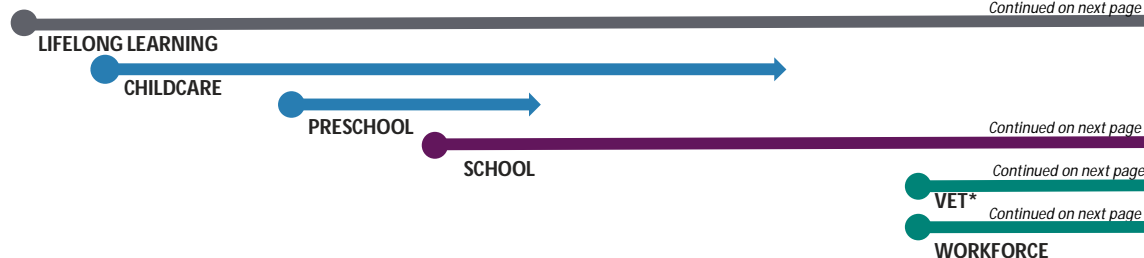 Continued on next page
LIFELONG LEARNING
CHILDCARE
PRESCHOOL
Continued on next page
SCHOOL
Continued on next page
VET*
Continued on next page
WORKFORCE